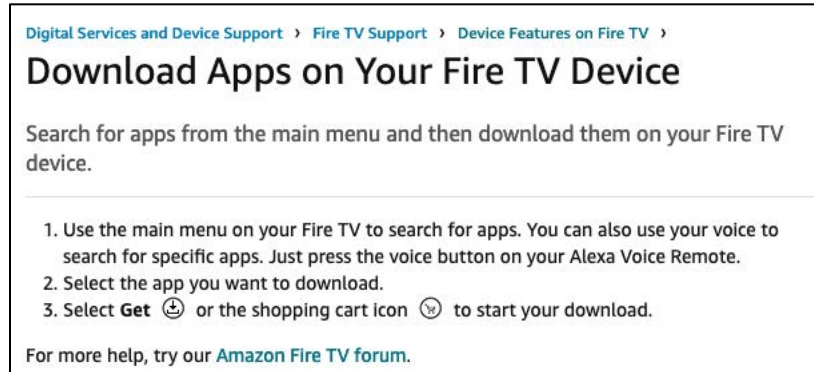 Digital Services and Device Support › Fire TV Support › Device Features on Fire TV ›
Download Apps on Your Fire TV Device
Search for apps from the main menu and then download them on your Fire TV
device.
1. Use the main menu on your Fire TV to search for apps. You can also use your voice to
search for specific apps. Just press the voice button on your Alexa Voice Remote.
2. Select the app you want to download.
3. Select Get or the shopping cart icon to start your download.
For more help, try our Amazon Fire TV forum.